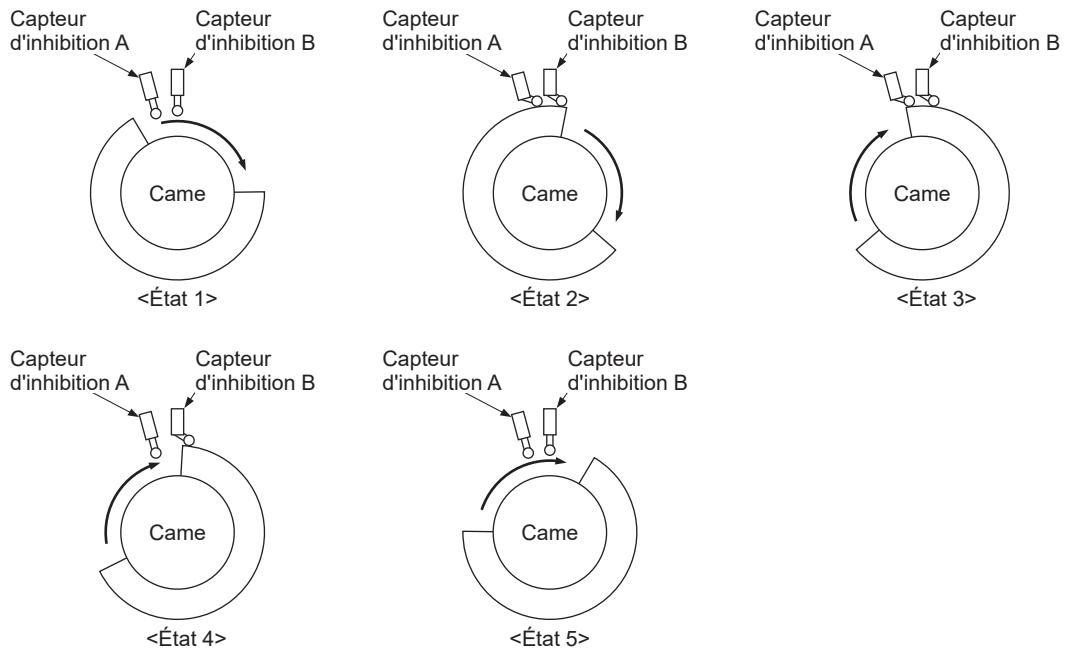 Capteur
d'inhibition A
Capteur
d'inhibition B
Came
<État 1>
Capteur
d'inhibition A
Capteur
d'inhibition B
Came
<État 2>
Capteur
d'inhibition A
Capteur
d'inhibition B
Came
<État 3>
Capteur
d'inhibition A
Capteur
d'inhibition B
Came
<État 4>
Capteur
d'inhibition A
Capteur
d'inhibition B
Came
<État 5>